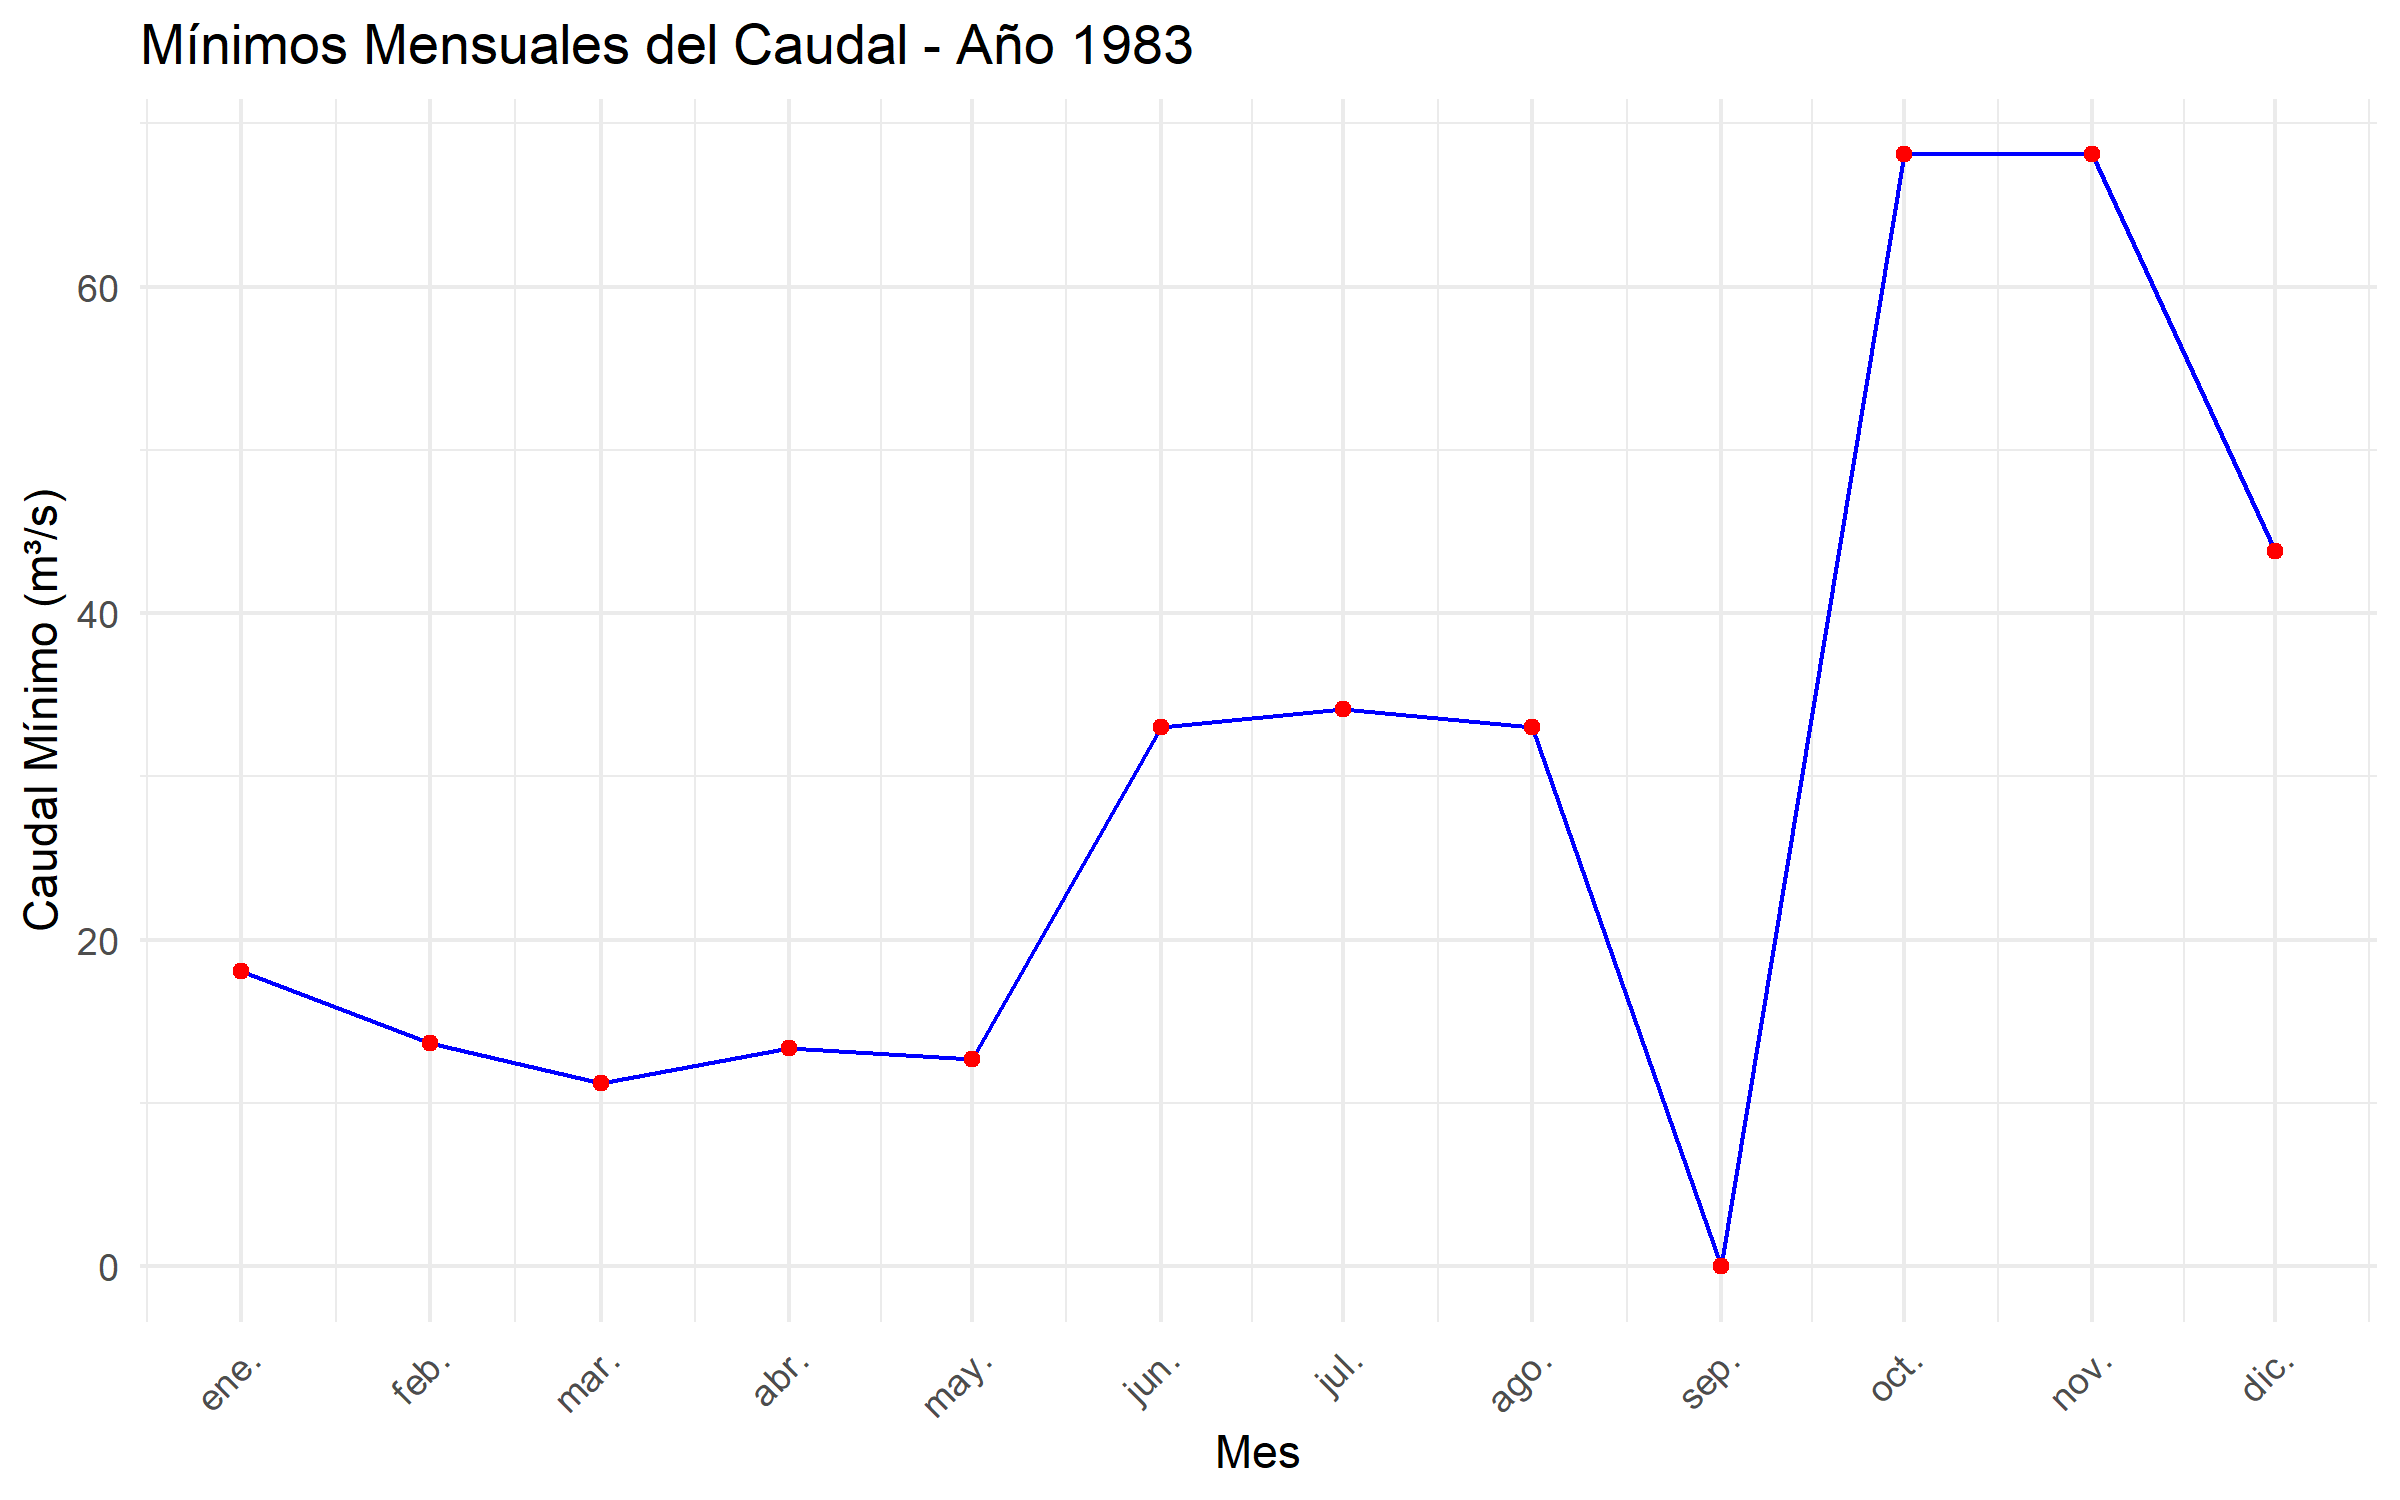 Mínimos Mensuales del Caudal - Año 1983
Caudal Mínimo (m³/s)
60
40
20
0
ene.
feb.
mar.
abr.
may.
jun.
jul.
ago.
sep.
oct.
nov.
dic.
Mes